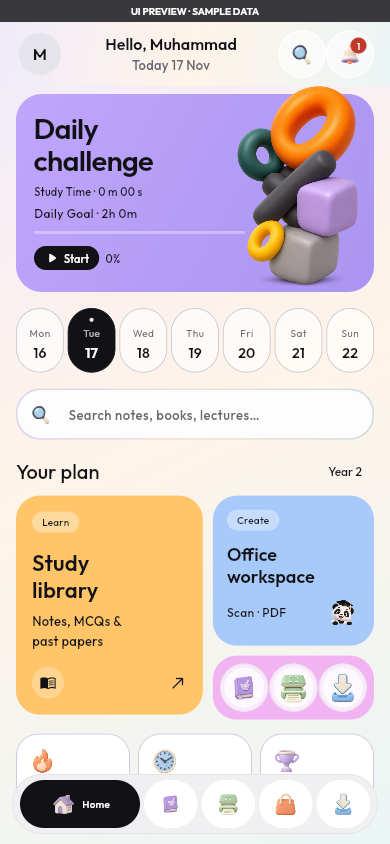 UI PREVIEW · SAMPLE DATA
M
Hello, Muhammad
Today 17 Nov
1
Daily
challenge
Study Time · 0 m 00 s
Daily Goal · 2h 0m
Start
0%
Mon
16
Tue
17
Wed
18
Thu
19
Fri
20
Sat
21
Sun
22
Search notes, books, lectures...
Your plan
Year 2
Learn
Study
library
Notes, MCQs &
past papers
Create
Office
workspace
Scan · PDF
Home